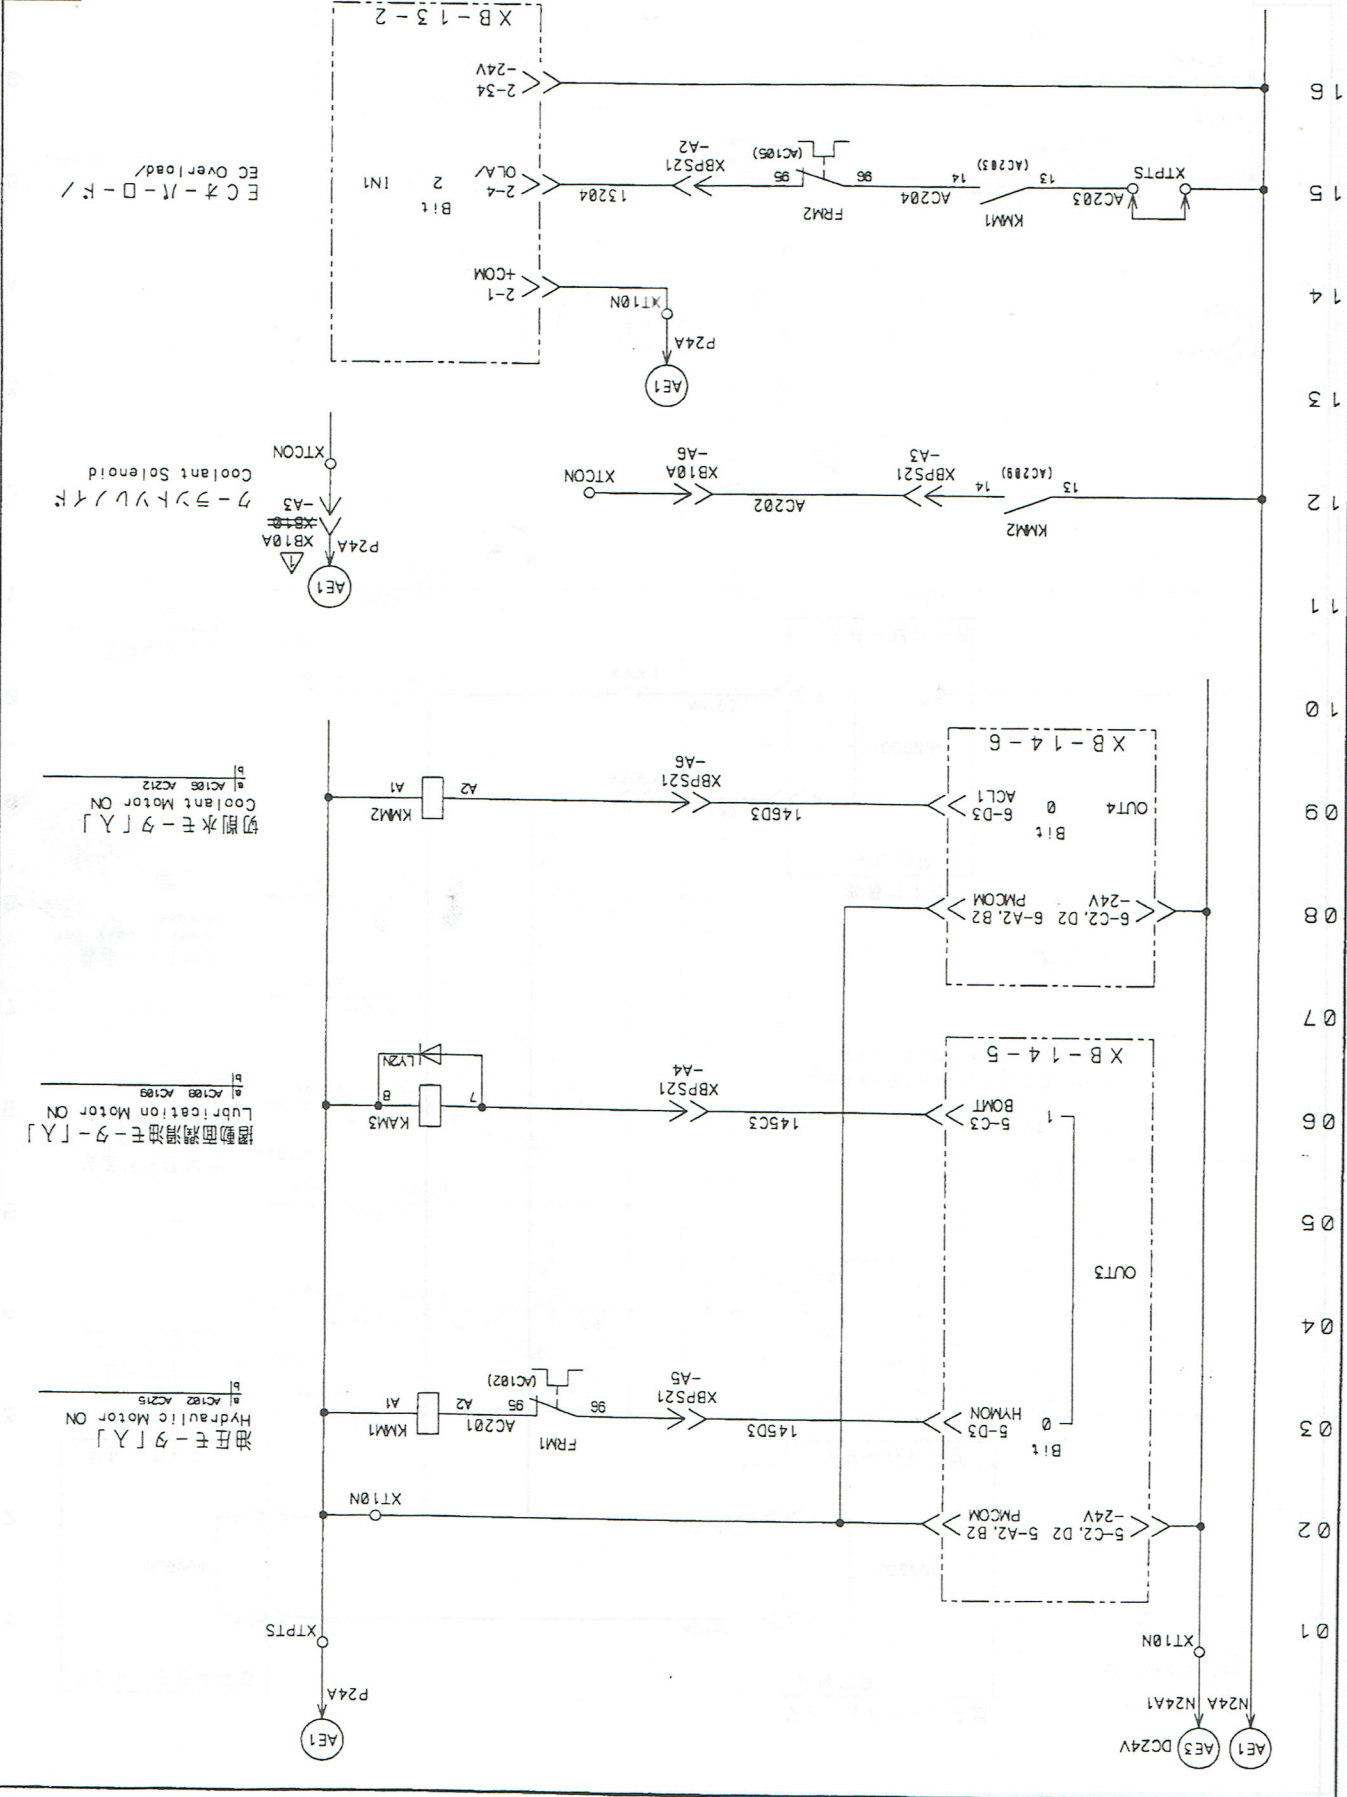 AE1
AE3
DC24V
AE1
N24A
N24A1
P24A
01
XT10N
XTPTS
02
5-C2, D2
-24V
5-A2, B2
PMCOM
XT10N
03
Bit
0
5-D3
HYMON
145D3
XBPS21
-A5
FRM1
96
95
(AC102)
AC201
A2
KMM1
A1
油圧モータ「入」
Hydraulic Motor ON
a AC102 AC215
b
04
OUT3
05
06
1
5-C3
BOMT
145C3
XBPS21
-A4
7
KAM3
8
LY2N
摺動面潤滑油モーター「入」
Lubrication Motor ON
a AC108 AC109
b
XB-14-5
07
08
6-C2, D2
-24V
6-A2, B2
PMCOM
09
OUT4
Bit
0
6-D3
ACL1
146D3
XBPS21
-A6
A2
KMM2
A1
切削水モータ「入」
Coolant Motor ON
a AC106 AC212
b
XB-14-6
10
11
AE1
P24A
1
XB10A
XB10
-A3
XTCON
12
KMM2
13
14
(AC209)
XBPS21
-A3
AC202
XB10A
-A6
XTCON
クーラントソレノイド
Coolant Solenoid
13
AE1
P24A
14
XT10N
2-1
+COM
15
XTPTS
AC203
KMM1
13
14
(AC203)
AC204
FRM2
96
95
(AC105)
XBPS21
-A2
13204
2-4
OLA/
Bit
2
IN1
ECオーバーロード/
EC Overload/
16
2-34
-24V
XB-13-2